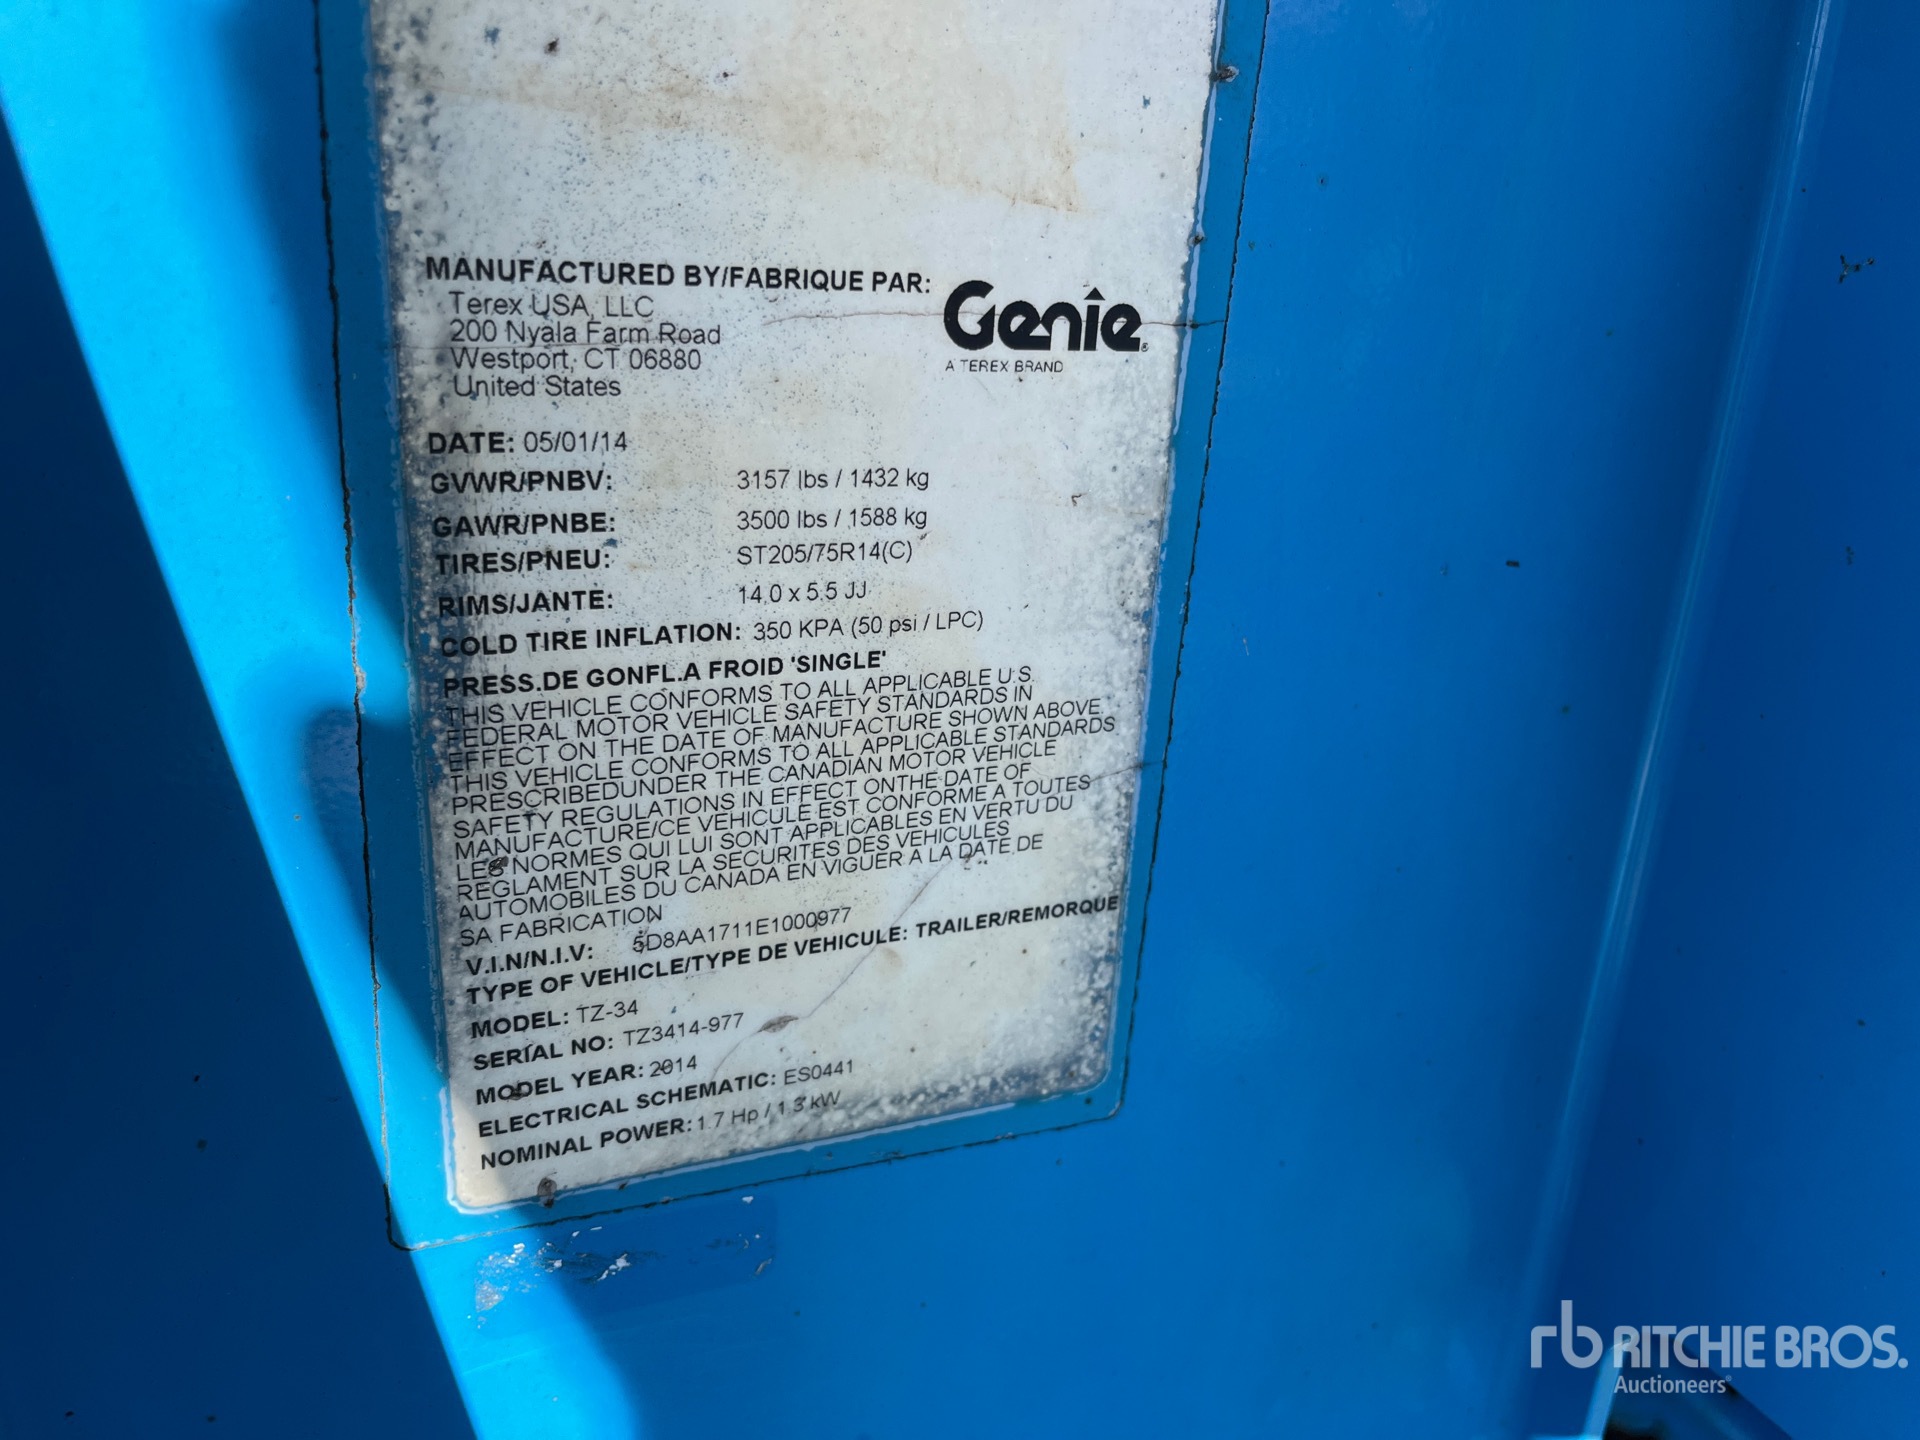 MANUFACTURED BY/FABRIQUE PAR:
Terex USA, LLC
200 Nyala Farm Road
Westport, CT 06880
United States
Genie
A TEREX BRAND
DATE: 05/01/14
GVWR/PNBV: 3157 lbs / 1432 kg
GAWR/PNBE: 3500 lbs / 1588 kg
TIRES/PNEU: ST205/75R14(C)
RIMS/JANTE: 14.0 x 5.5 JJ
COLD TIRE INFLATION: 350 KPA (50 psi / LPC)
PRESS.DE GONFL.A FROID 'SINGLE'
THIS VEHICLE CONFORMS TO ALL APPLICABLE U.S.
FEDERAL MOTOR VEHICLE SAFETY STANDARDS IN
EFFECT ON THE DATE OF MANUFACTURE SHOWN ABOVE.
THIS VEHICLE CONFORMS TO ALL APPLICABLE STANDARDS
PRESCRIBEDUNDER THE CANADIAN MOTOR VEHICLE
SAFETY REGULATIONS IN EFFECT ONTHE DATE OF
MANUFACTURE/CE VEHICULE EST CONFORME A TOUTES
LES NORMES QUI LUI SONT APPLICABLES EN VERTU DU
REGLAMENT SUR LA SECURITES DES VEHICULES
AUTOMOBILES DU CANADA EN VIGUER A LA DATE DE
SA FABRICATION
V.I.N/N.I.V: 5D8AA1711E1000977
TYPE OF VEHICLE/TYPE DE VEHICULE: TRAILER/REMORQUE
MODEL: TZ-34
SERIAL NO: TZ3414-977
MODEL YEAR: 2014
ELECTRICAL SCHEMATIC: ES0441
NOMINAL POWER: 1.7 Hp / 1.3 kW
rb RITCHIE BROS.
Auctioneers